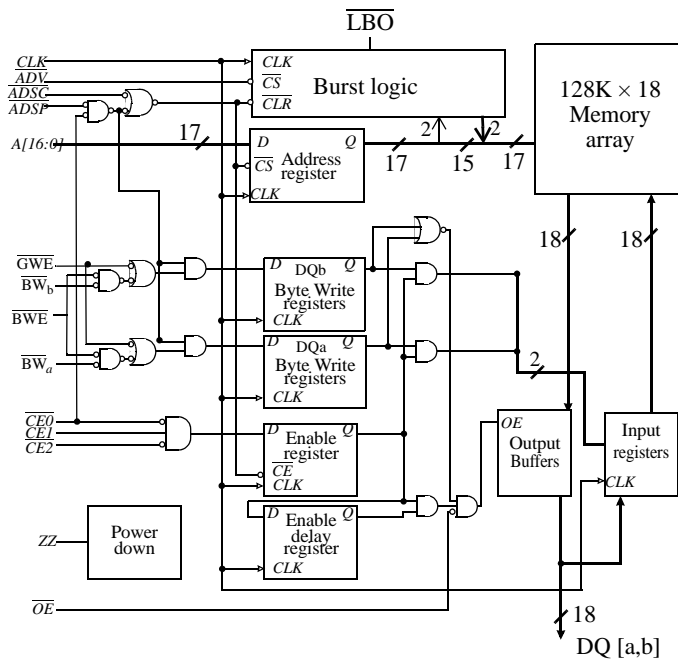 LBO
CLK
ADV
ADSC
ADSP
CLK
CS
CLR
Burst logic
128K × 18
Memory
array
2
2
A[16:0]
17
D
Q
CS
Address
register
CLK
17
15
17
18
18
GWE
BWb
BWE
BWa
D
DQb
Q
Byte Write
registers
CLK
D
DQa
Q
Byte Write
registers
CLK
2
CE0
CE1
CE2
D
Enable
Q
register
CE
CLK
OE
Output
Buffers
Input
registers
CLK
D
Enable
Q
delay
register
CLK
ZZ
Power
down
OE
18
DQ [a,b]